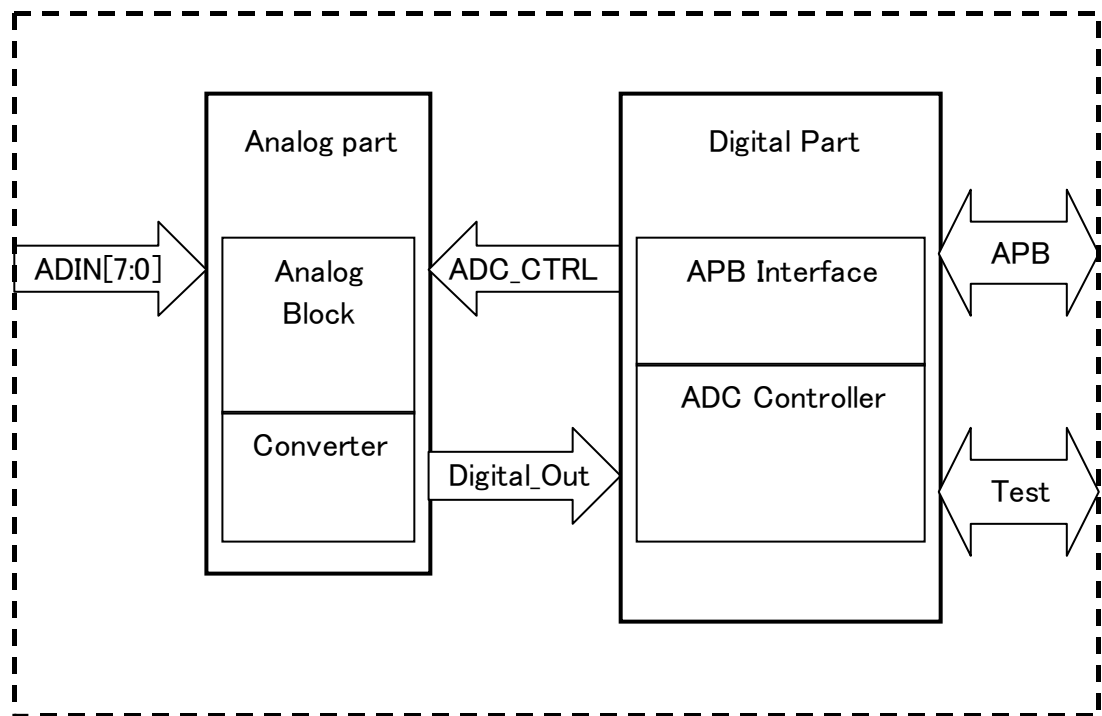 Analog part
Digital Part
ADIN[7:0]
Analog
Block
ADC_CTRL
APB Interface
APB
Converter
ADC Controller
Digital_Out
Test